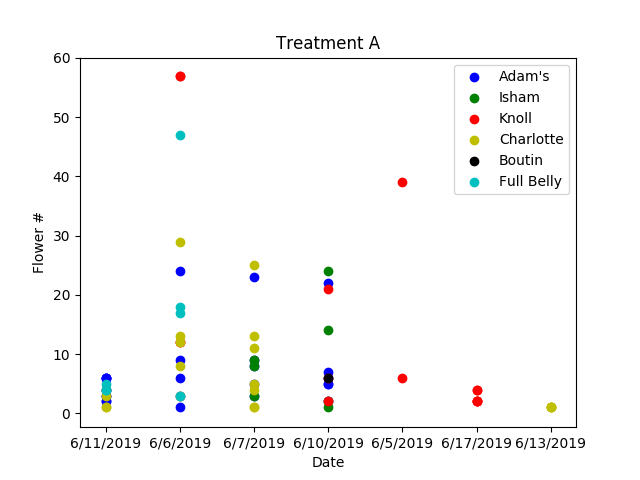 Treatment A
60
50
40
30
20
10
0
Flower #
Adam's
Isham
Knoll
Charlotte
Boutin
Full Belly
6/11/2019 6/6/2019 6/7/2019 6/10/2019 6/5/2019 6/17/2019 6/13/2019
Date